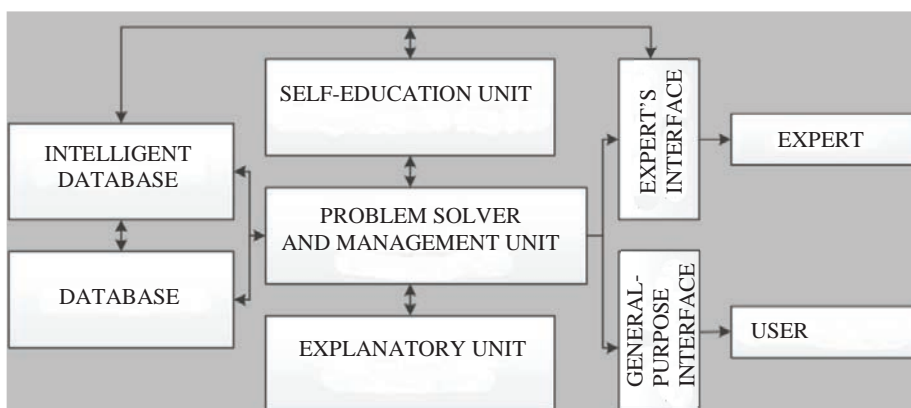 SELF-EDUCATION UNIT
EXPERT'S
INTERFACE
EXPERT
INTELLIGENT
DATABASE
PROBLEM SOLVER
AND MANAGEMENT UNIT
DATABASE
GENERAL-
PURPOSE
INTERFACE
USER
EXPLANATORY UNIT